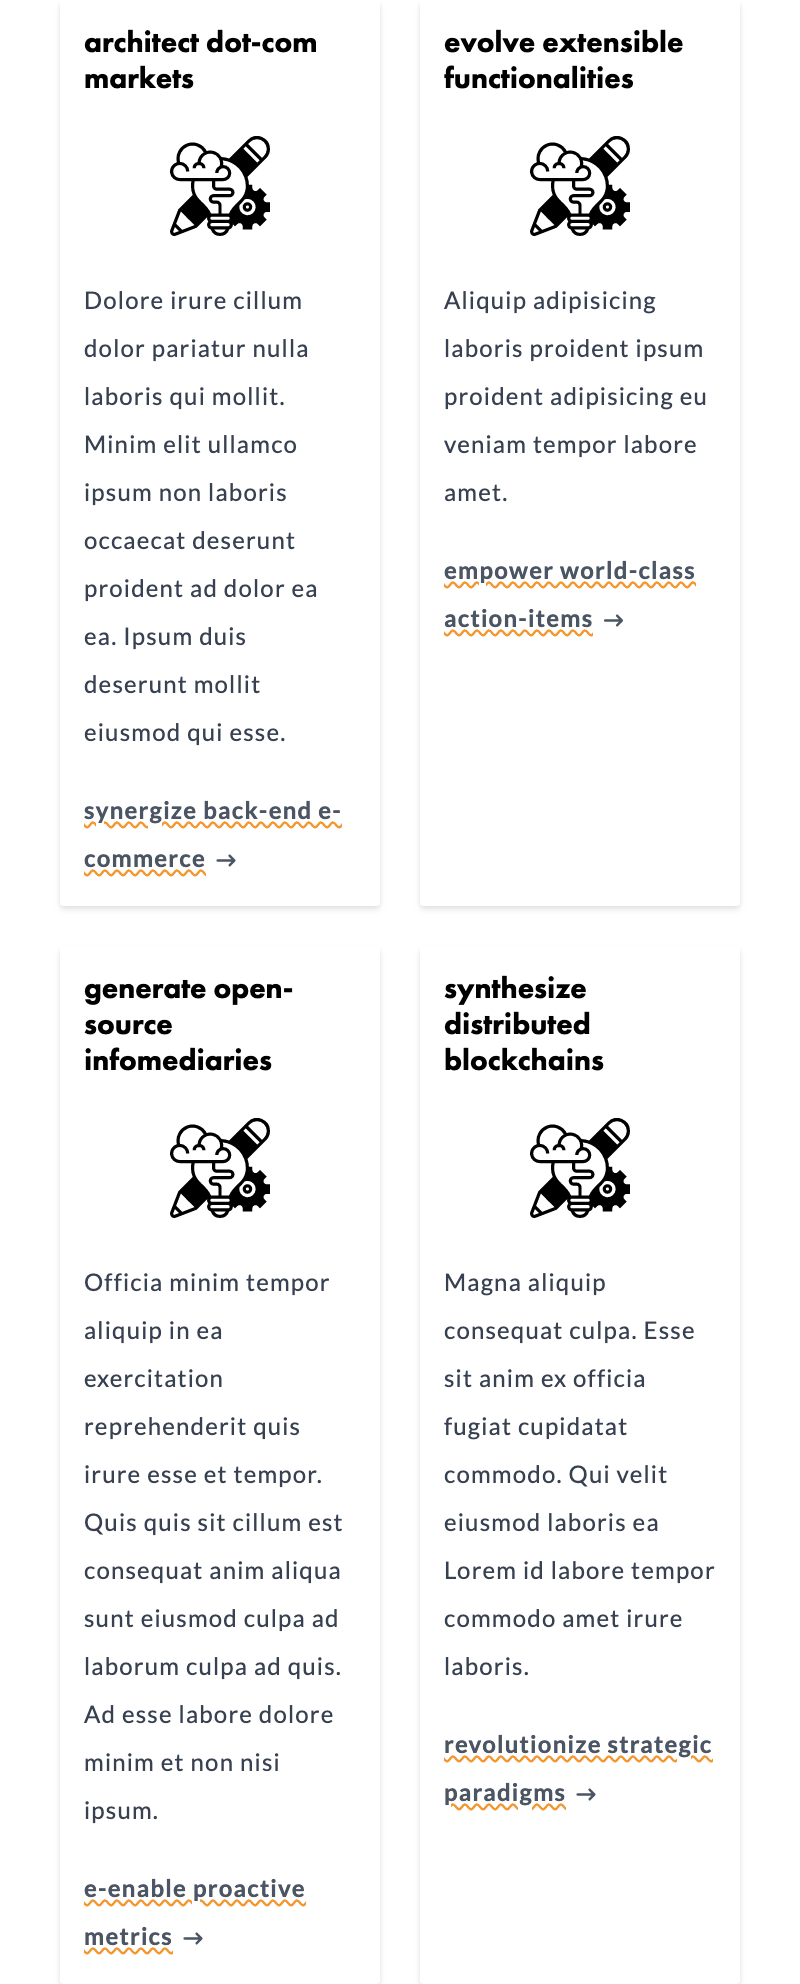 architect dot-com
markets
Dolore irure cillum
dolor pariatur nulla
laboris qui mollit.
Minim elit ullamco
ipsum non laboris
occaecat deserunt
proident ad dolor ea
ea. Ipsum duis
deserunt mollit
eiusmod qui esse.
synergize back-end e-
commerce →
evolve extensible
functionalities
Aliquip adipisicing
laboris proident ipsum
proident adipisicing eu
veniam tempor labore
amet.
empower world-class
action-items →
generate open-
source
infomediaries
Officia minim tempor
aliquip in ea
exercitation
reprehenderit quis
irure esse et tempor.
Quis quis sit cillum est
consequat anim aliqua
sunt eiusmod culpa ad
laborum culpa ad quis.
Ad esse labore dolore
minim et non nisi
ipsum.
e-enable proactive
metrics →
synthesize
distributed
blockchains
Magna aliquip
consequat culpa. Esse
sit anim ex officia
fugiat cupidatat
commodo. Qui velit
eiusmod laboris ea
Lorem id labore tempor
commodo amet irure
laboris.
revolutionize strategic
paradigms →